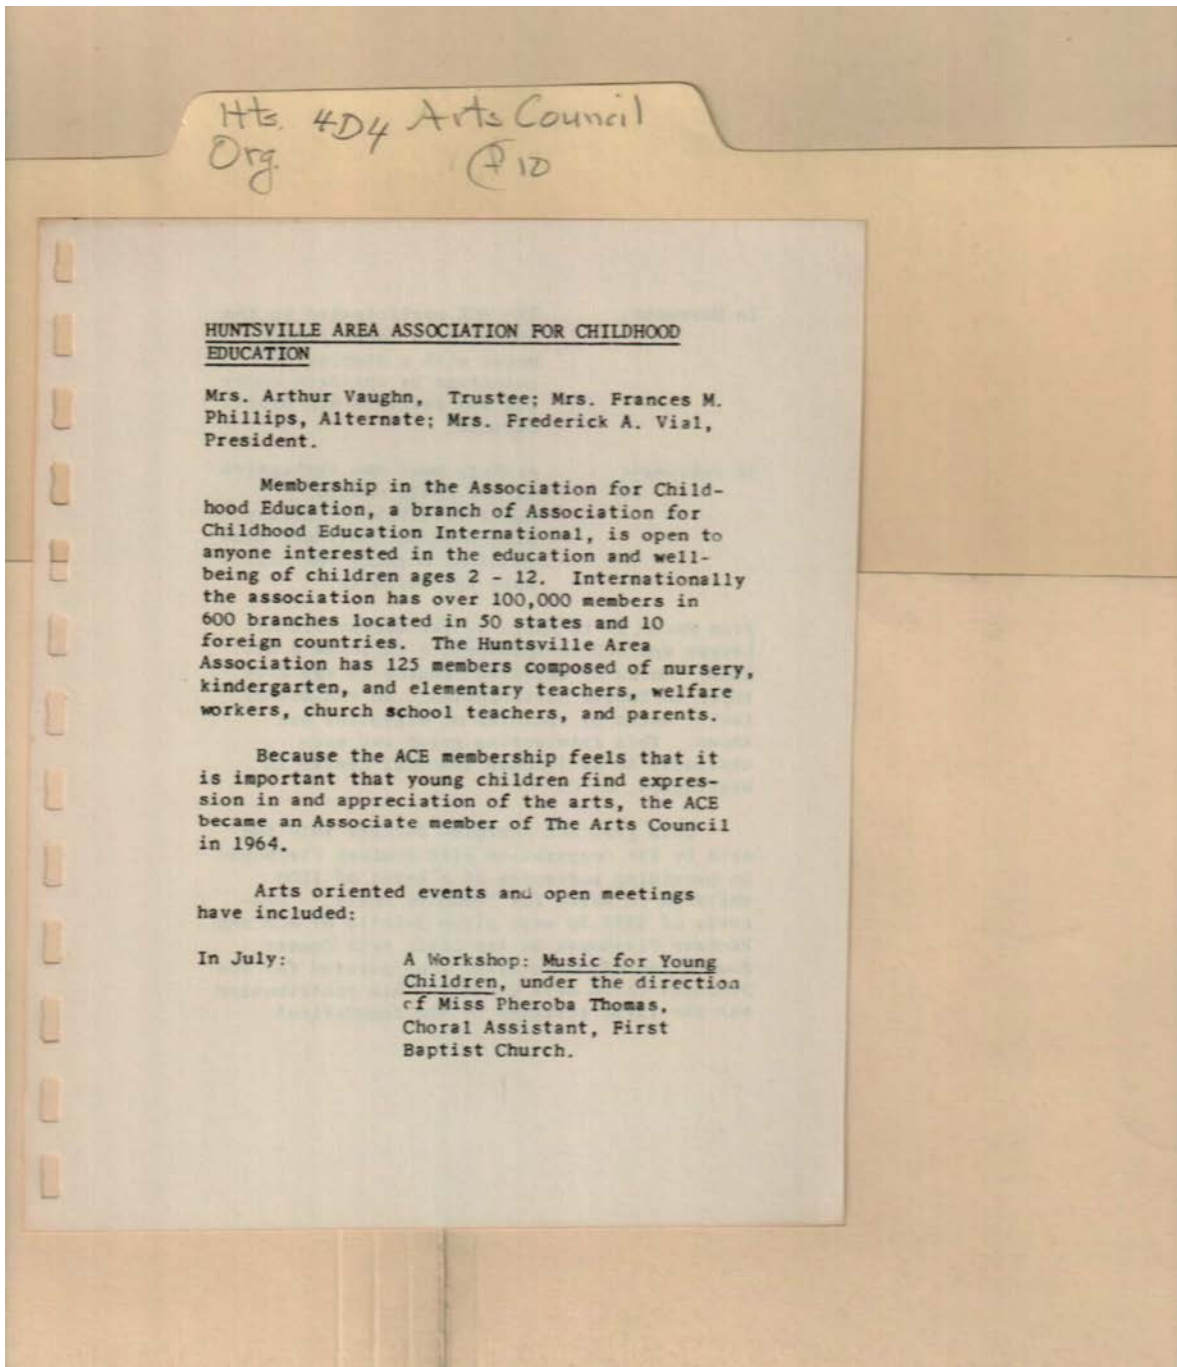 Hts. 4D4 Arts Council
Org. P 10
HUNTSVILLE AREA ASSOCIATION FOR CHILDHOOD
EDUCATION
Mrs. Arthur Vaughn, Trustee; Mrs. Frances M.
Phillips, Alternate; Mrs. Frederick A. Vial,
President.
Membership in the Association for Child-
hood Education, a branch of Association for
Childhood Education International, is open to
anyone interested in the education and well-
being of children ages 2 - 12. Internationally
the association has over 100,000 members in
600 branches located in 50 states and 10
foreign countries. The Huntsville Area
Association has 125 members composed of nursery,
kindergarten, and elementary teachers, welfare
workers, church school teachers, and parents.
Because the ACE membership feels that it
is important that young children find expres-
sion in and appreciation of the arts, the ACE
became an Associate member of The Arts Council
in 1964.
Arts oriented events and open meetings
have included:
In July: A Workshop: Music for Young
Children, under the direction
of Miss Pheroba Thomas,
Choral Assistant, First
Baptist Church.